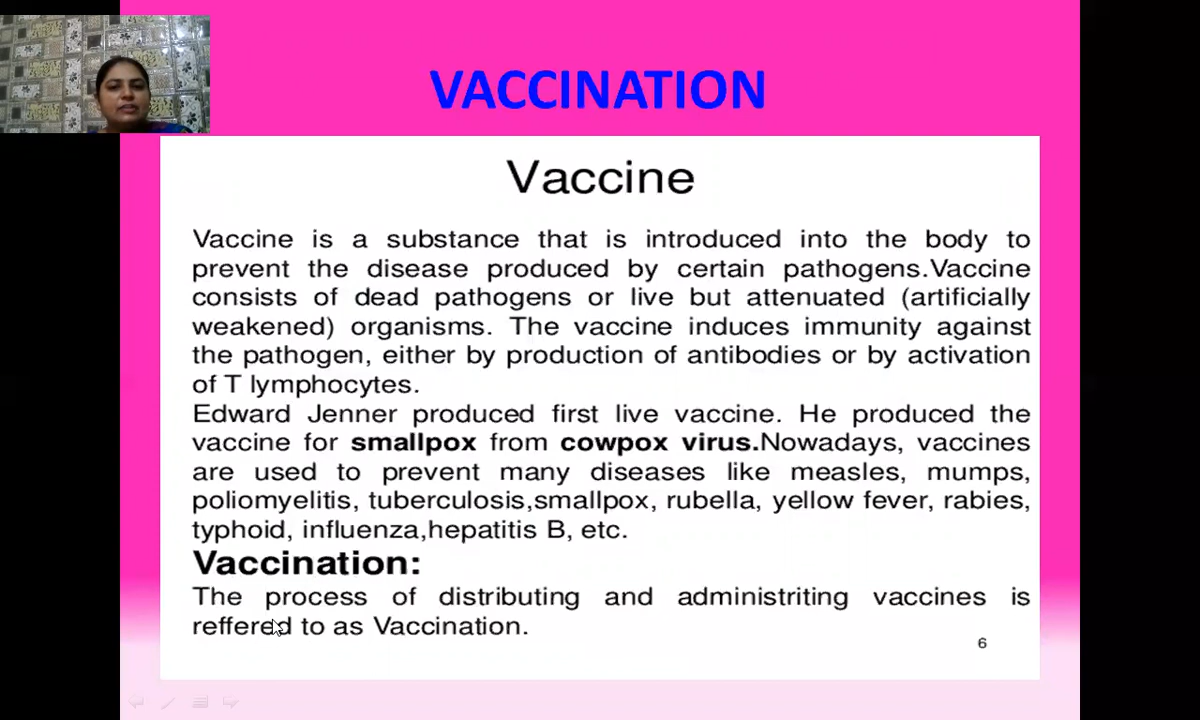 VACCINATION
Vaccine
Vaccine is a substance that is introduced into the body to
prevent the disease produced by certain pathogens.Vaccine
consists of dead pathogens or live but attenuated (artificially
weakened) organisms. The vaccine induces immunity against
the pathogen, either by production of antibodies or by activation
of T lymphocytes.
Edward Jenner produced first live vaccine. He produced the
vaccine for smallpox from cowpox virus.Nowadays, vaccines
are used to prevent many diseases like measles, mumps,
poliomyelitis, tuberculosis,smallpox, rubella, yellow fever, rabies,
typhoid, influenza,hepatitis B, etc.
Vaccination:
The process of distributing and administriting vaccines is
reffered to as Vaccination.
6